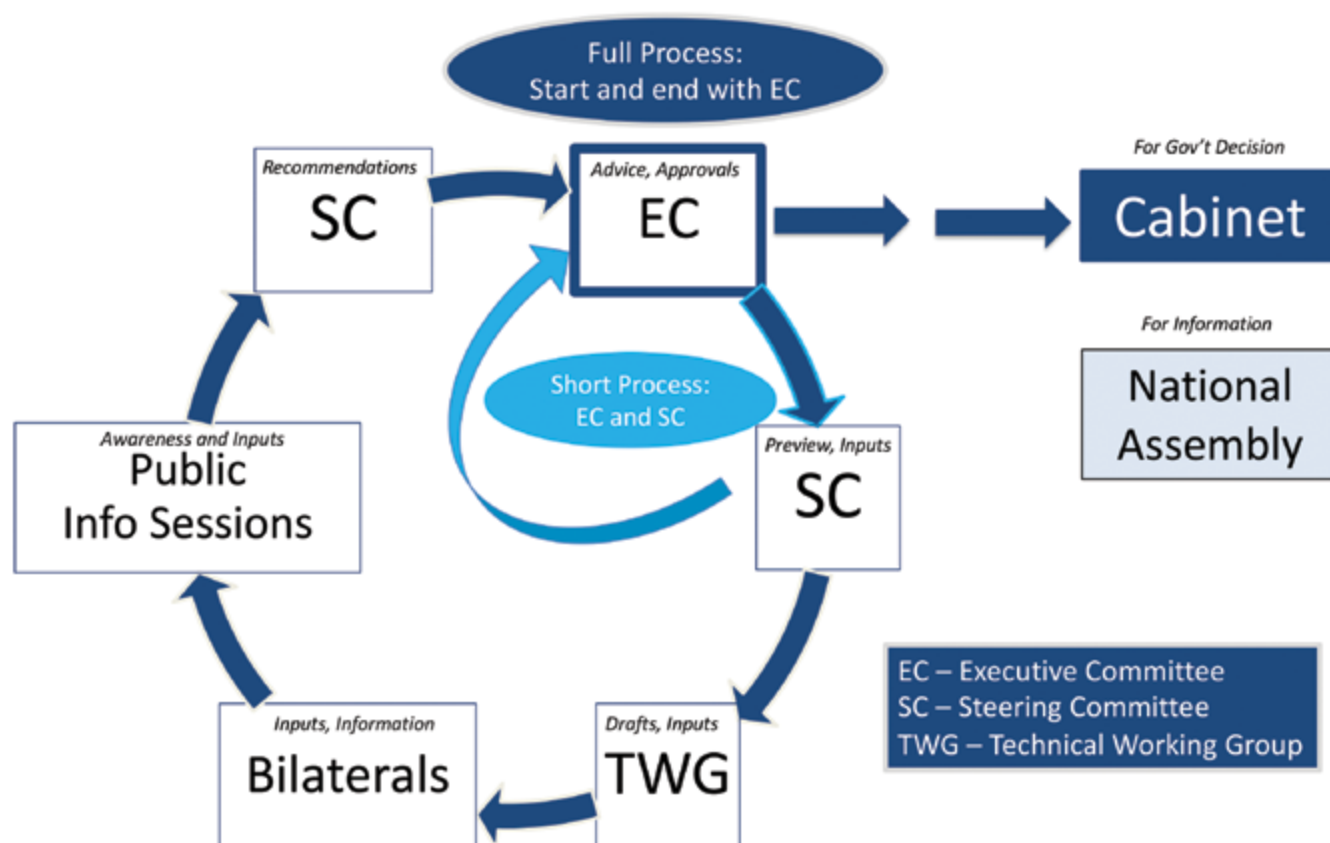 Full Process:
Start and end with EC
Recommendations
SC
Advice, Approvals
EC
For Gov't Decision
Cabinet
For Information
National
Assembly
Short Process:
EC and SC
Preview, Inputs
SC
Awareness and Inputs
Public
Info Sessions
Inputs, Information
Bilaterals
Drafts, Inputs
TWG
EC – Executive Committee
SC – Steering Committee
TWG – Technical Working Group